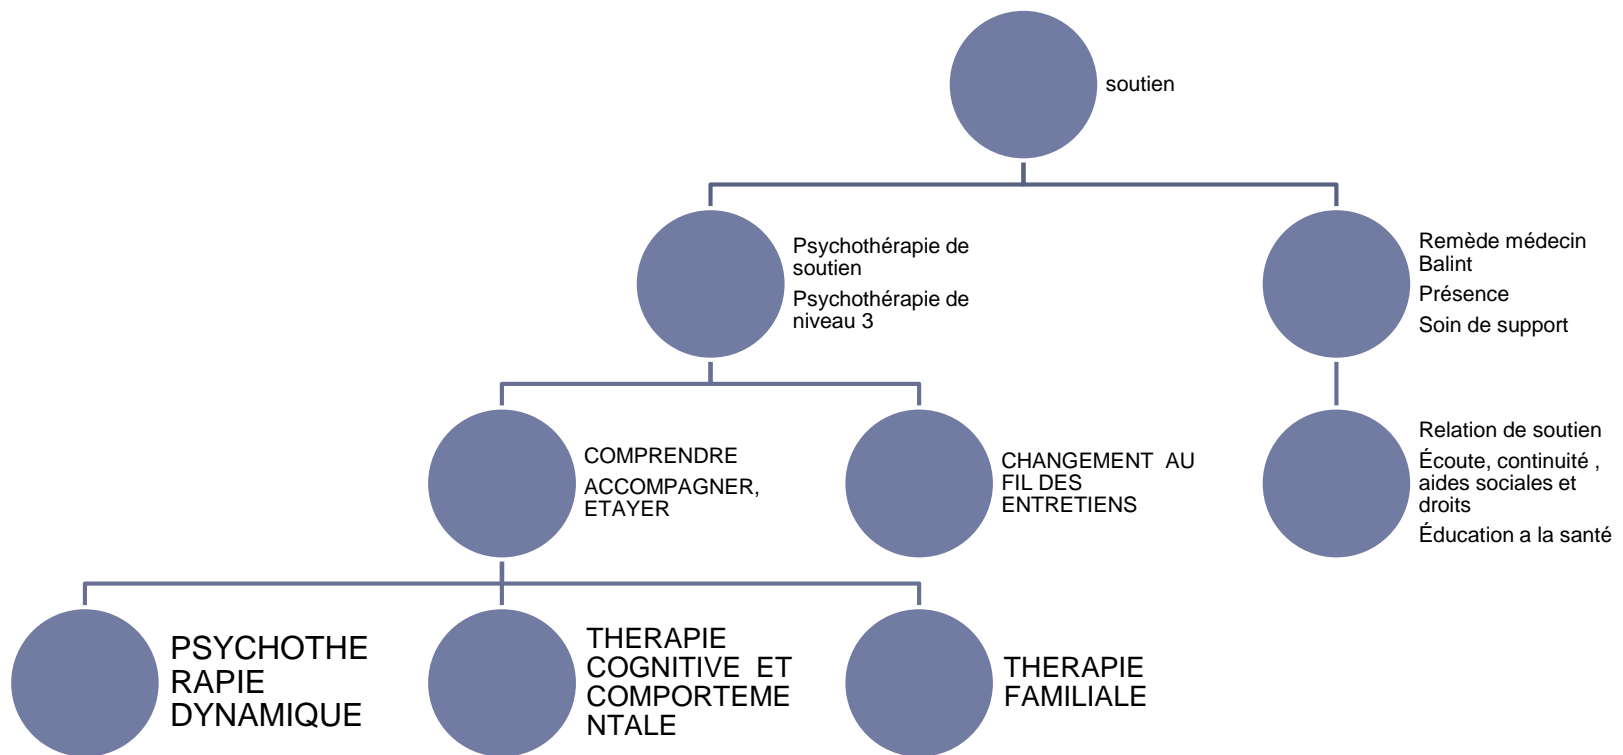 soutien
Psychothérapie de
soutien
Psychothérapie de
niveau 3
Remède médecin
Balint
Présence
Soin de support
COMPRENDRE
ACCOMPAGNER,
ETAYER
CHANGEMENT AU
FIL DES
ENTRETIENS
Relation de soutien
Écoute, continuité ,
aides sociales et
droits
Éducation a la santé
PSYCHOTHE
RAPIE
DYNAMIQUE
THERAPIE
COGNITIVE ET
COMPORTEME
NTALE
THERAPIE
FAMILIALE